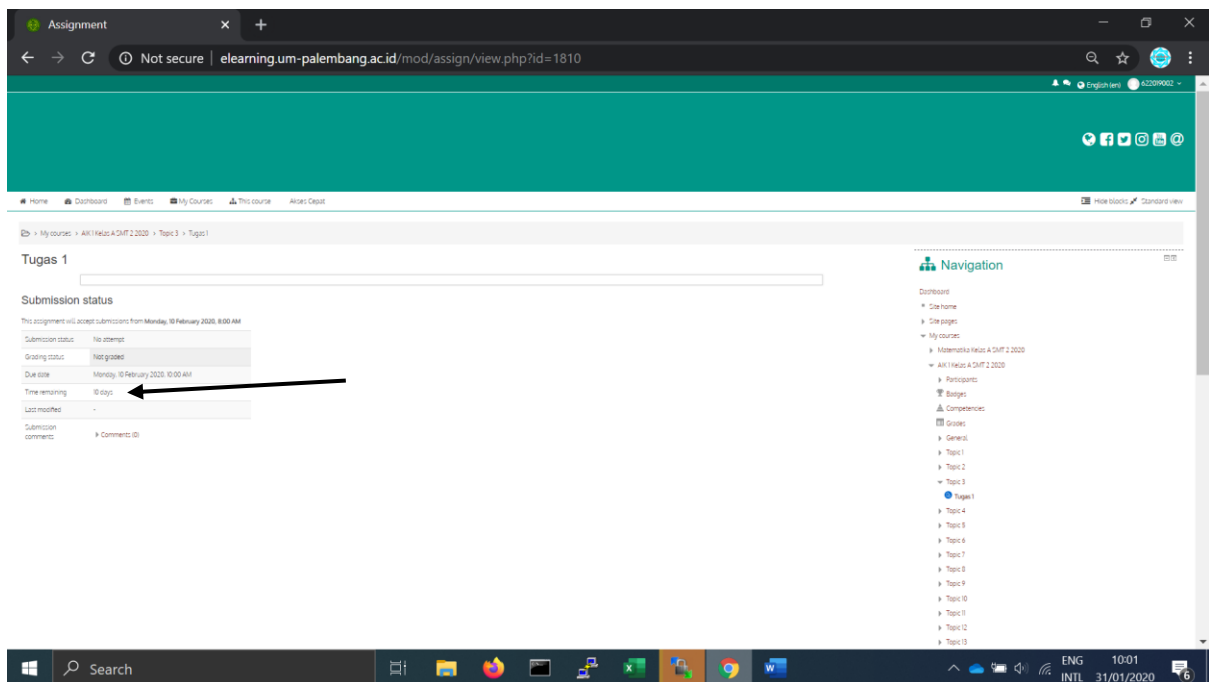 Assignment
Not secure | elearning.um-palembang.ac.id/mod/assign/view.php?id=1810
English (en) 622019002
Home Dashboard Events My Courses This course Akses Cepat Hide blocks Standard view
My courses › AIK I Kelas A SMT 2 2020 › Topic 3 › Tugas 1
Tugas 1
Submission status
This assignment will accept submissions from Monday, 10 February 2020, 8:00 AM
Submission status No attempt
Grading status Not graded
Due date Monday, 10 February 2020, 10:00 AM
Time remaining 10 days
Last modified -
Submission comments Comments (0)
Navigation
Dashboard
Site home
Site pages
My courses
Matematika Kelas A SMT 2 2020
AIK I Kelas A SMT 2 2020
Participants
Badges
Competencies
Grades
General
Topic 1
Topic 2
Topic 3
Tugas 1
Topic 4
Topic 5
Topic 6
Topic 7
Topic 8
Topic 9
Topic 10
Topic 11
Topic 12
Topic 13
Search
ENG 10:01
INTL 31/01/2020
6